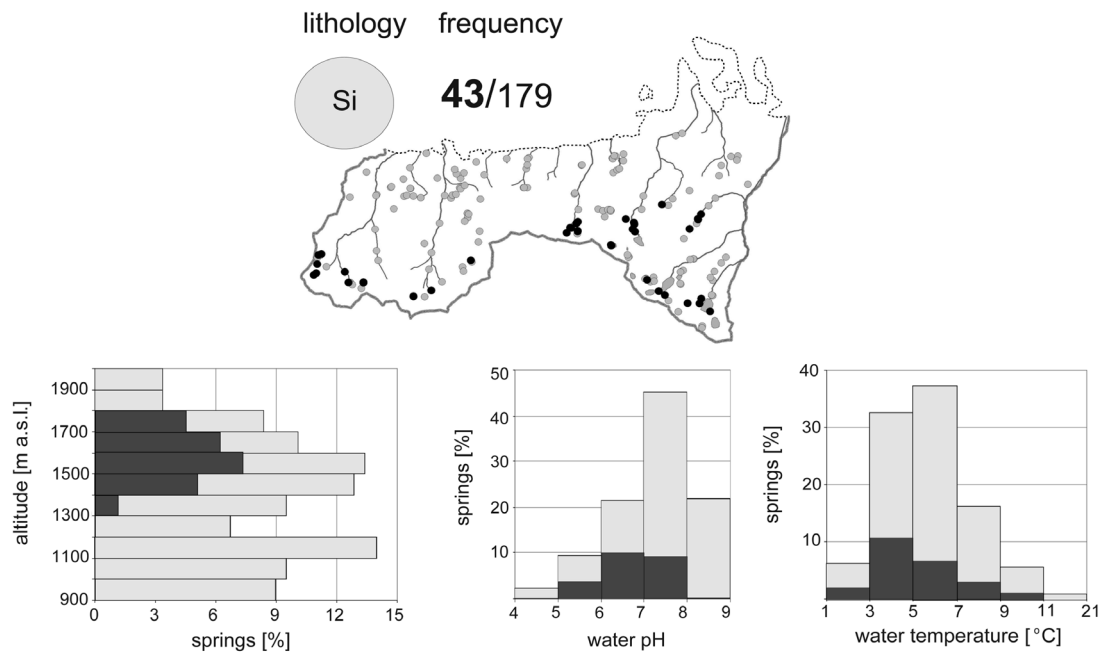 lithology frequency
Si
43/179
1900
1700
1500
1300
1100
900
altitude [m a.s.l.]
0 3 6 9 12 15
springs [%]
50
40
30
20
10
springs [%]
4 5 6 7 8 9
water pH
40
30
20
10
springs [%]
1 3 5 7 9 11 21
water temperature [°C]